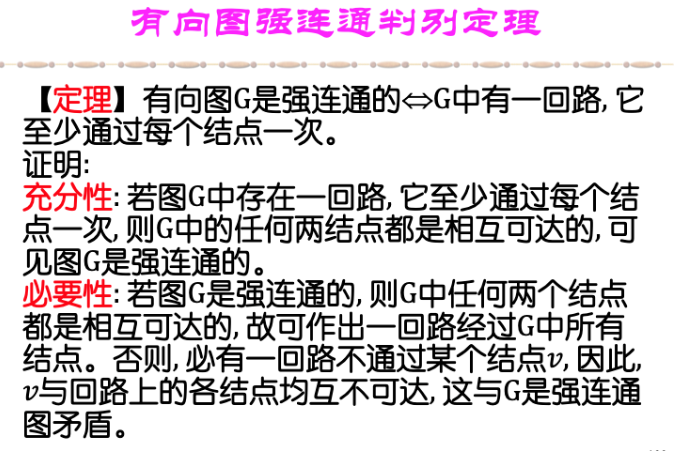 有向图强连通判别定理
【定理】有向图G是强连通的⇔G中有一回路, 它
至少通过每个结点一次。
证明:
充分性: 若图G中存在一回路, 它至少通过每个结
点一次, 则G中的任何两结点都是相互可达的, 可
见图G是强连通的。
必要性: 若图G是强连通的, 则G中任何两个结点
都是相互可达的, 故可作出一回路经过G中所有
结点。否则, 必有一回路不通过某个结点v, 因此,
v与回路上的各结点均互不可达, 这与G是强连通
图矛盾。